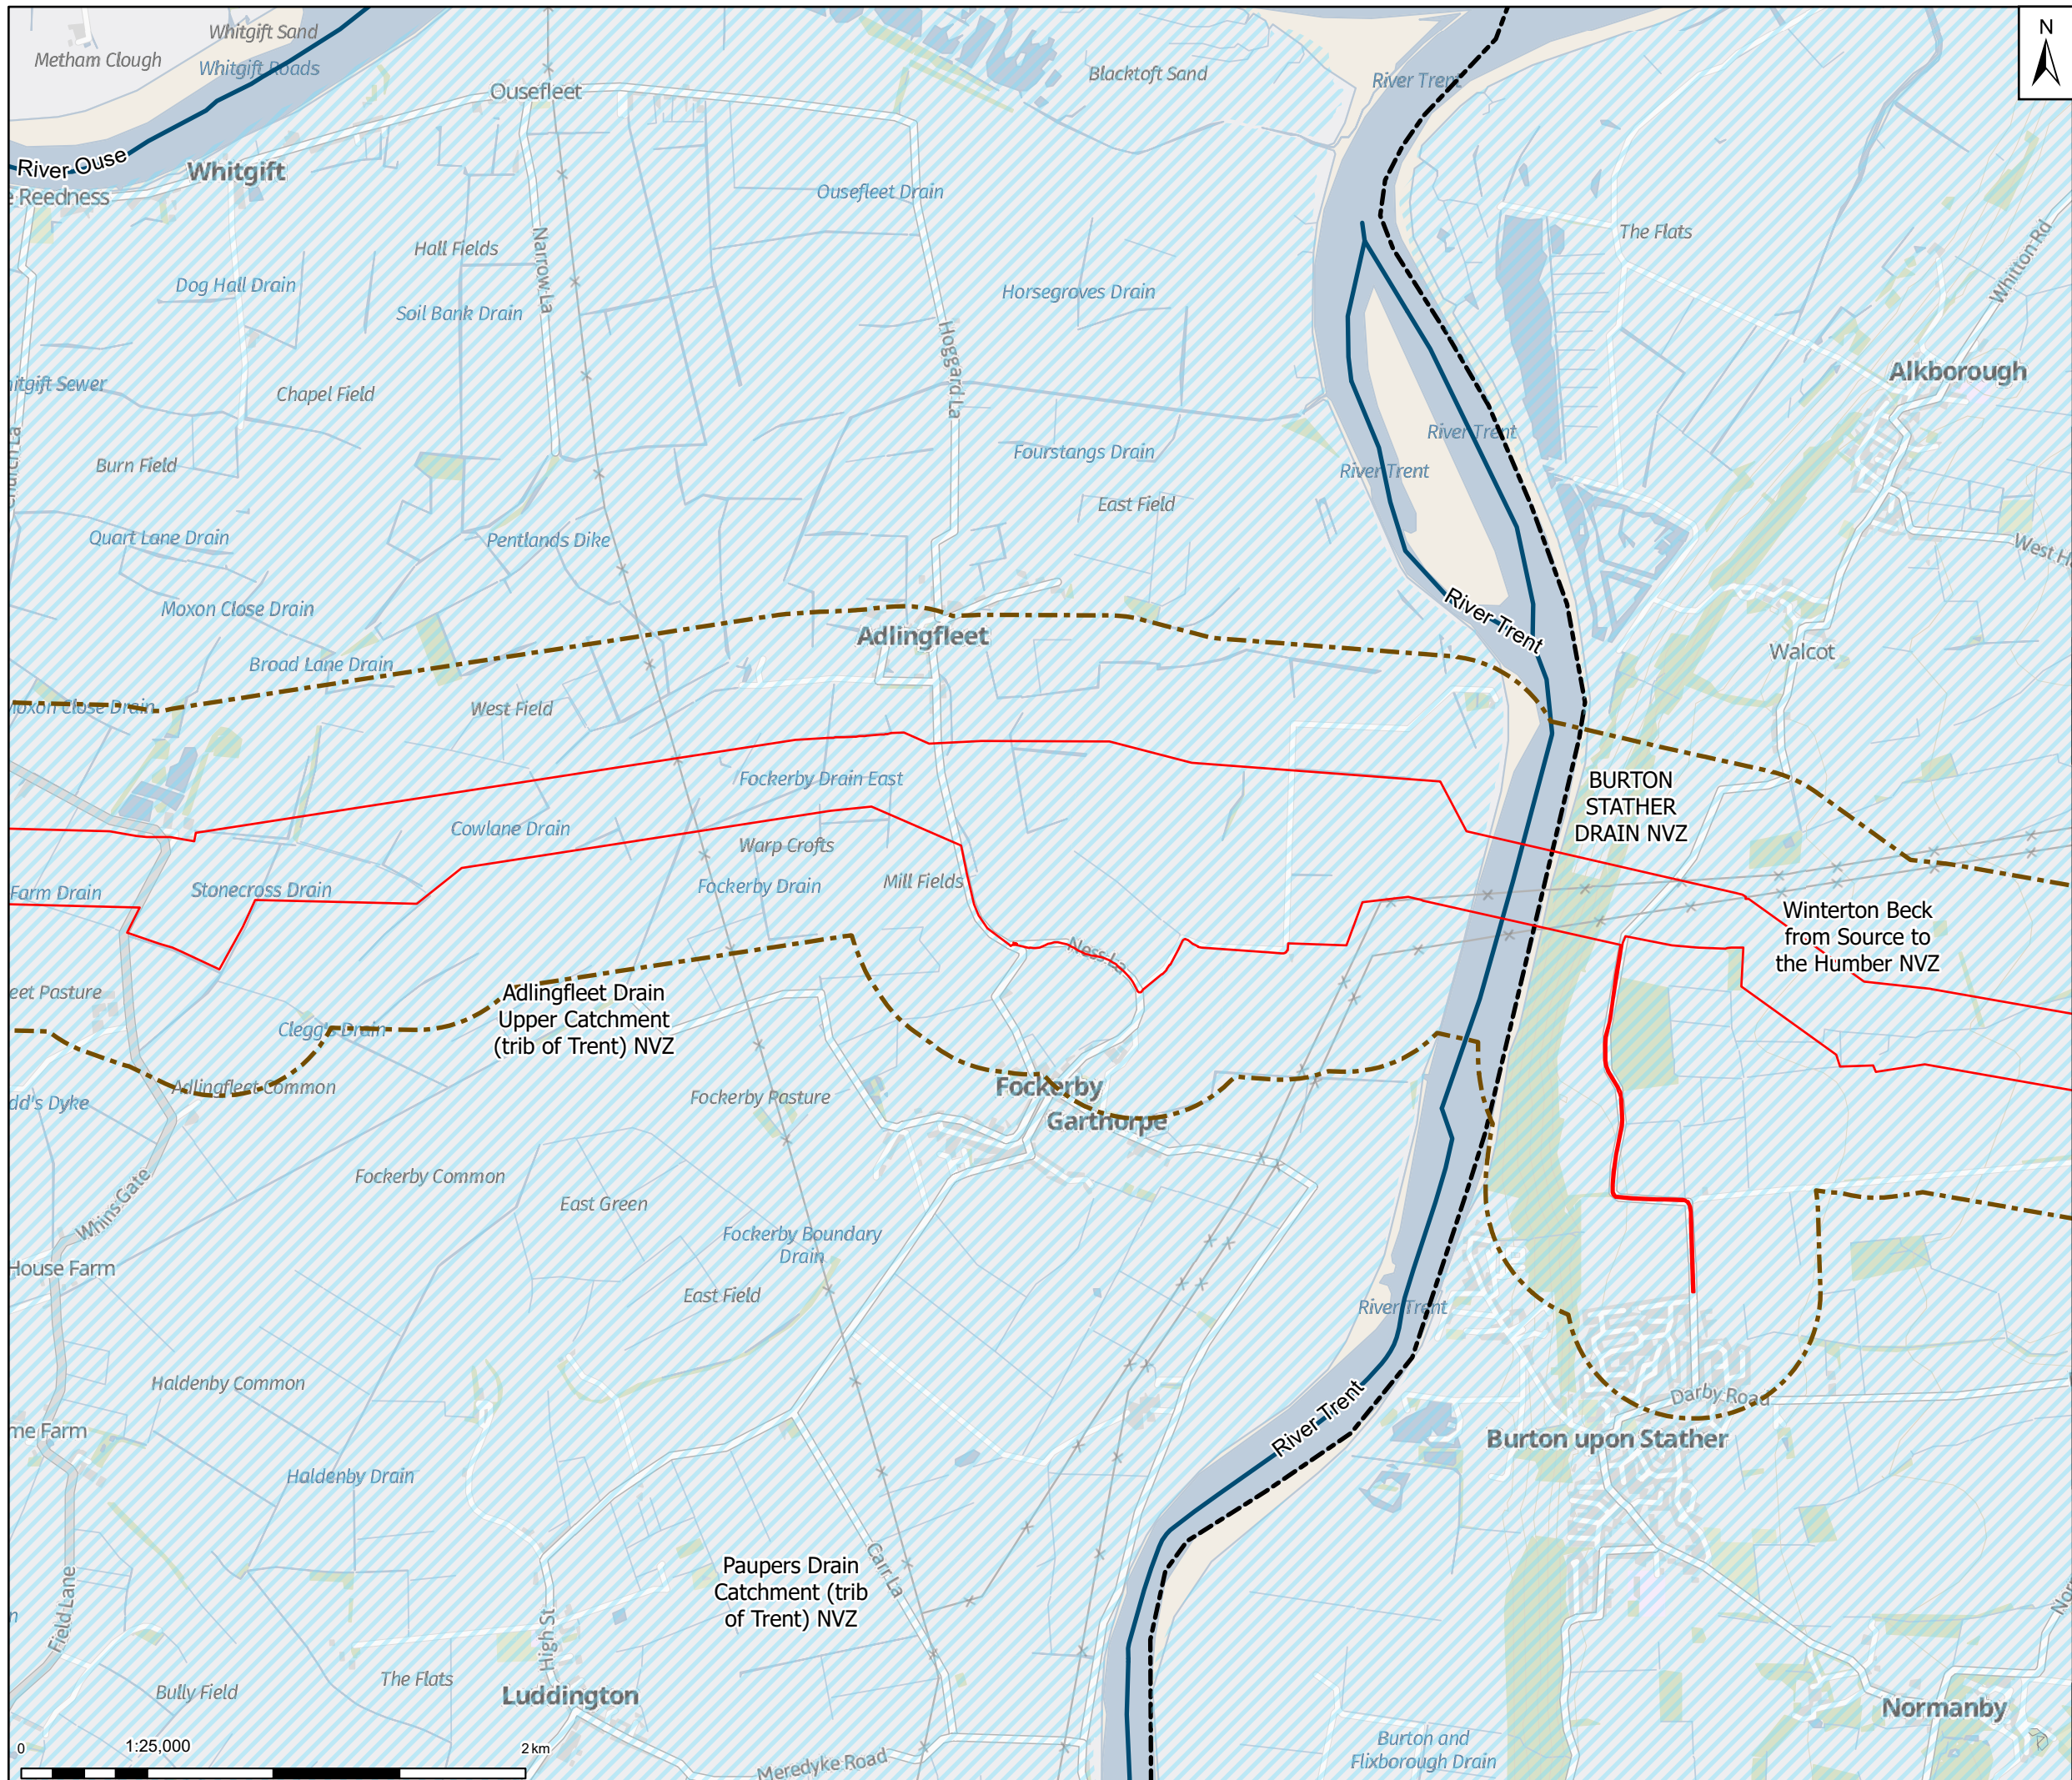 Whitgift Sand
Metham Clough
Whitgift Roads
River Ouse
Reedness
Whitgift
Ousefleet
Blacktoft Sand
River Trent
N
Ousefleet Drain
Hall Fields
Narrow La
Dog Hall Drain
Soil Bank Drain
Horsegroves Drain
The Flats
Whitton Rd
Hoggard La
Alkborough
Chapel Field
River Trent
River Trent
Burn Field
Fourstangs Drain
East Field
Quart Lane Drain
Pentlands Dike
Moxon Close Drain
River Trent
Adlingfleet
Walcot
Broad Lane Drain
Moxon Close Drain
West Field
Fockerby Drain East
BURTON
STATHER
DRAIN NVZ
Cowlane Drain
Warp Crofts
Farm Drain
Stonecross Drain
Fockerby Drain
Mill Fields
Winterton Beck
from Source to
the Humber NVZ
Ness La
Adlingfleet Drain
Upper Catchment
(trib of Trent) NVZ
Pasture
Clegg's Drain
Adlingfleet Common
Dyke
Fockerby Pasture
Fockerby
Garthorpe
Fockerby Common
East Green
Whins Gate
Fockerby Boundary
Drain
House Farm
East Field
River Trent
Haldenby Common
Darby Road
Burton upon Stather
River Trent
Farm
Haldenby Drain
Carr La
Paupers Drain
Catchment (trib
of Trent) NVZ
Field Lane
High St
The Flats
Bully Field
Luddington
Normanby
Burton and
Flixborough Drain
Meredyke Road
0
1:25,000
2 km